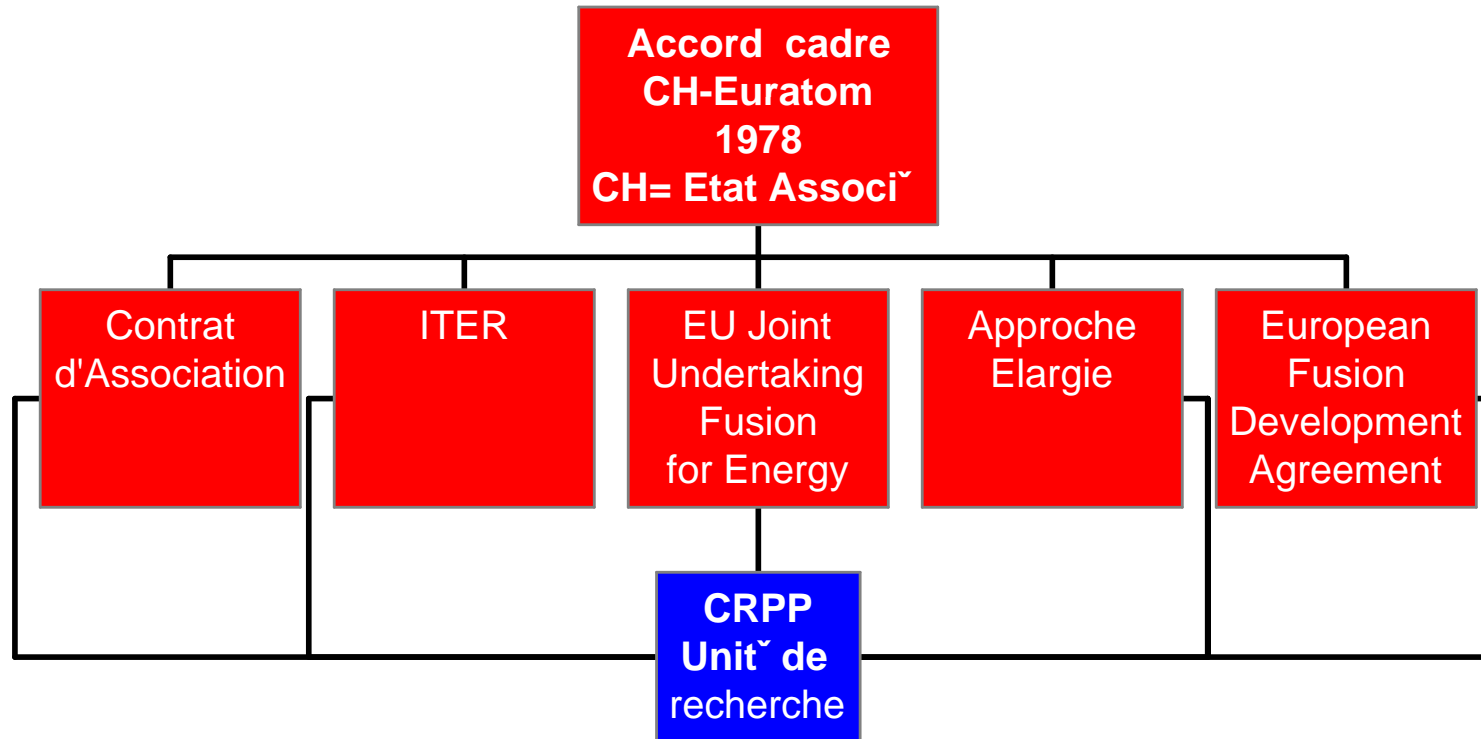 Accord cadre
CH-Euratom
1978
CH= Etat Associˇ
Contrat
d'Association
ITER
EU Joint
Undertaking
Fusion
for Energy
Approche
Elargie
European
Fusion
Development
Agreement
CRPP
Unitˇ de
recherche